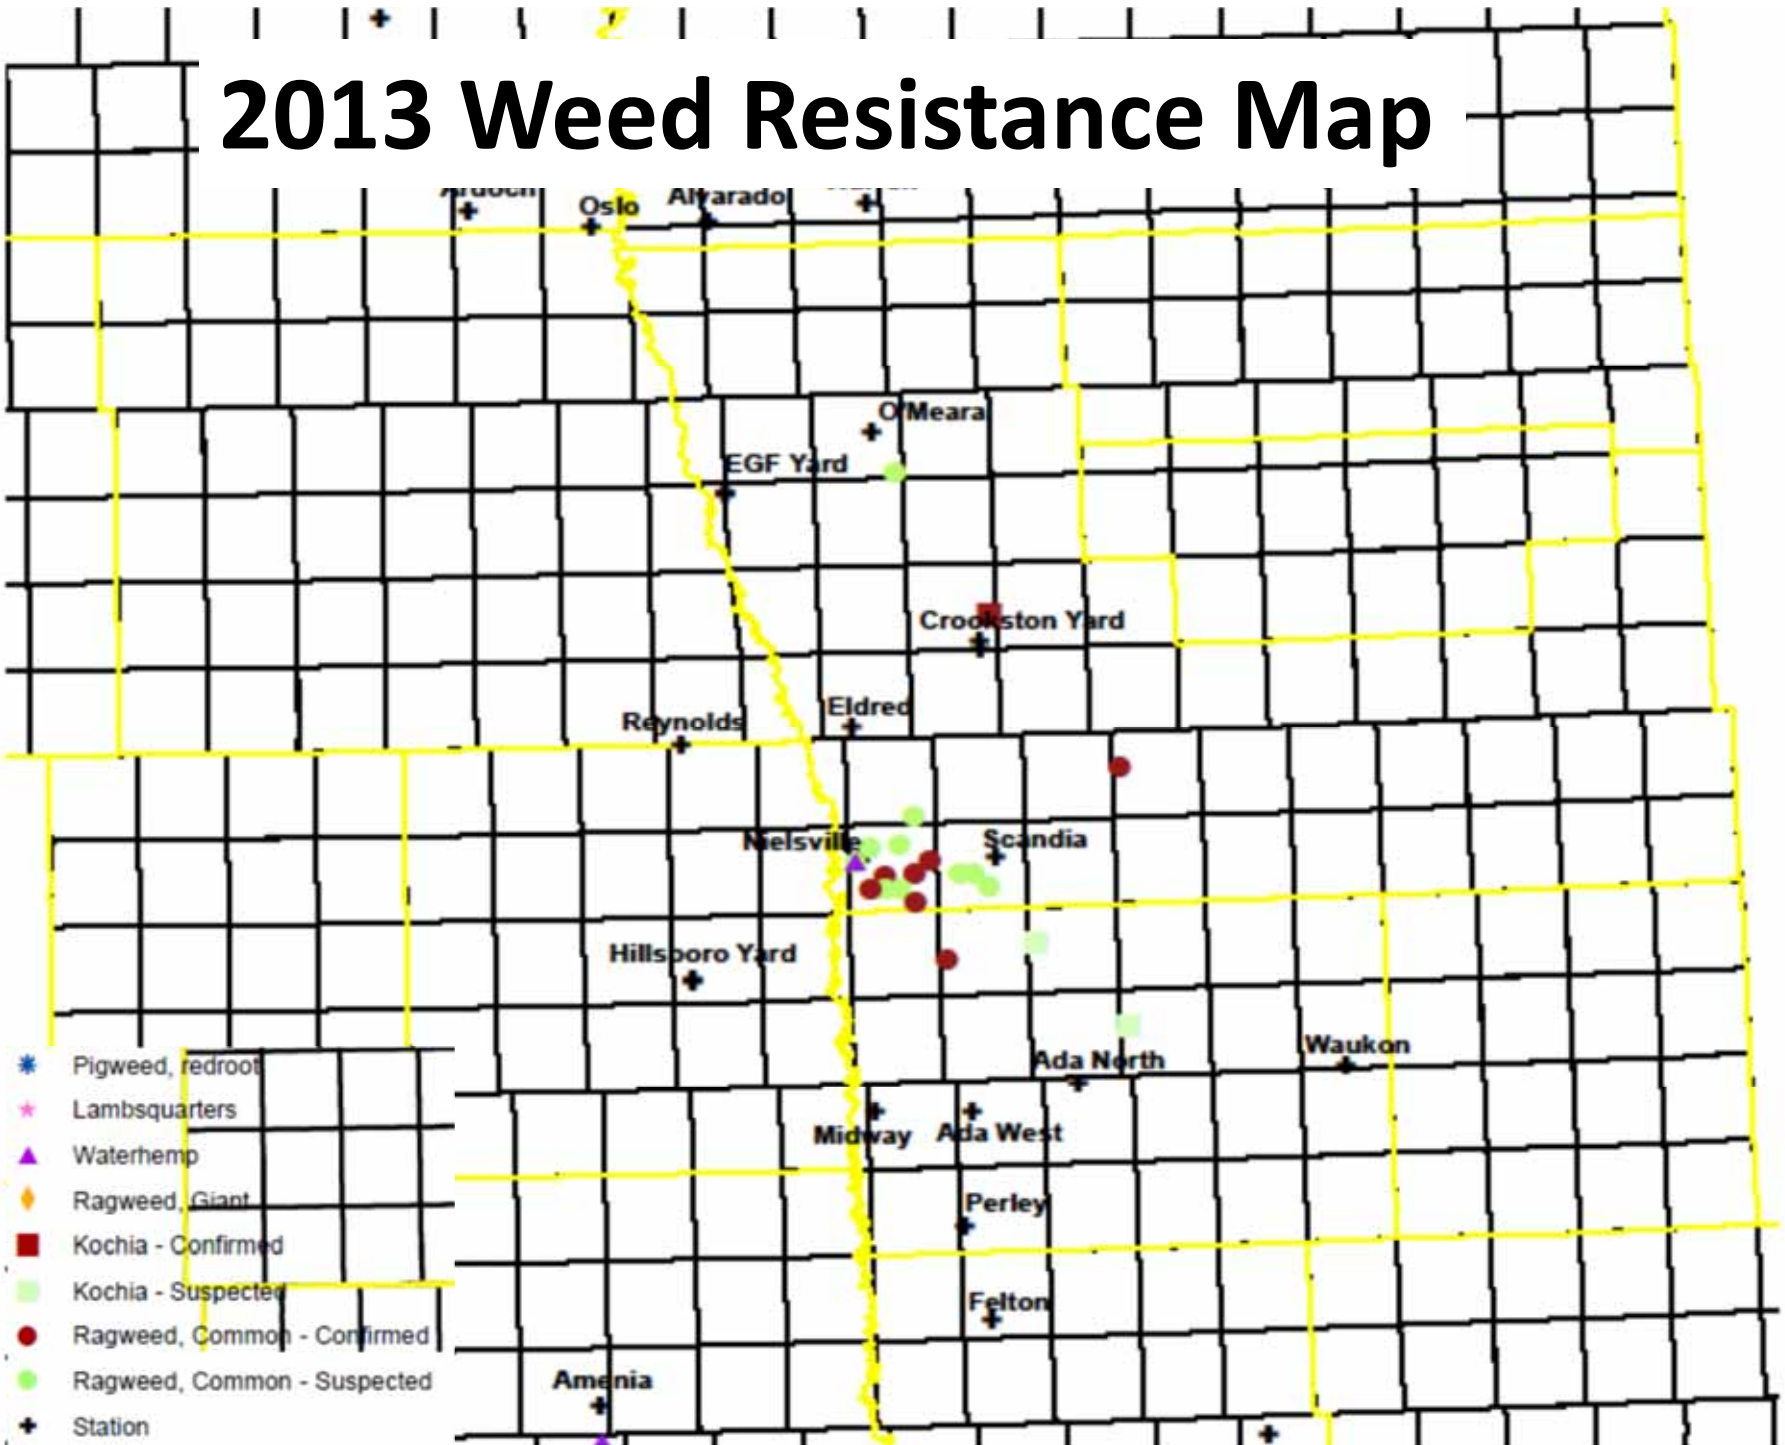 2013 Weed Resistance Map
Ardoch
Oslo
Alvarado
O'Meara
EGF Yard
Crookston Yard
Eldred
Reynolds
Nielsville
Scandia
Hillsboro Yard
Ada North
Waukon
Midway
Ada West
Perley
Felton
Amenia
Pigweed, redroot
Lambsquarters
Waterhemp
Ragweed, Giant
Kochia - Confirmed
Kochia - Suspected
Ragweed, Common - Confirmed
Ragweed, Common - Suspected
Station